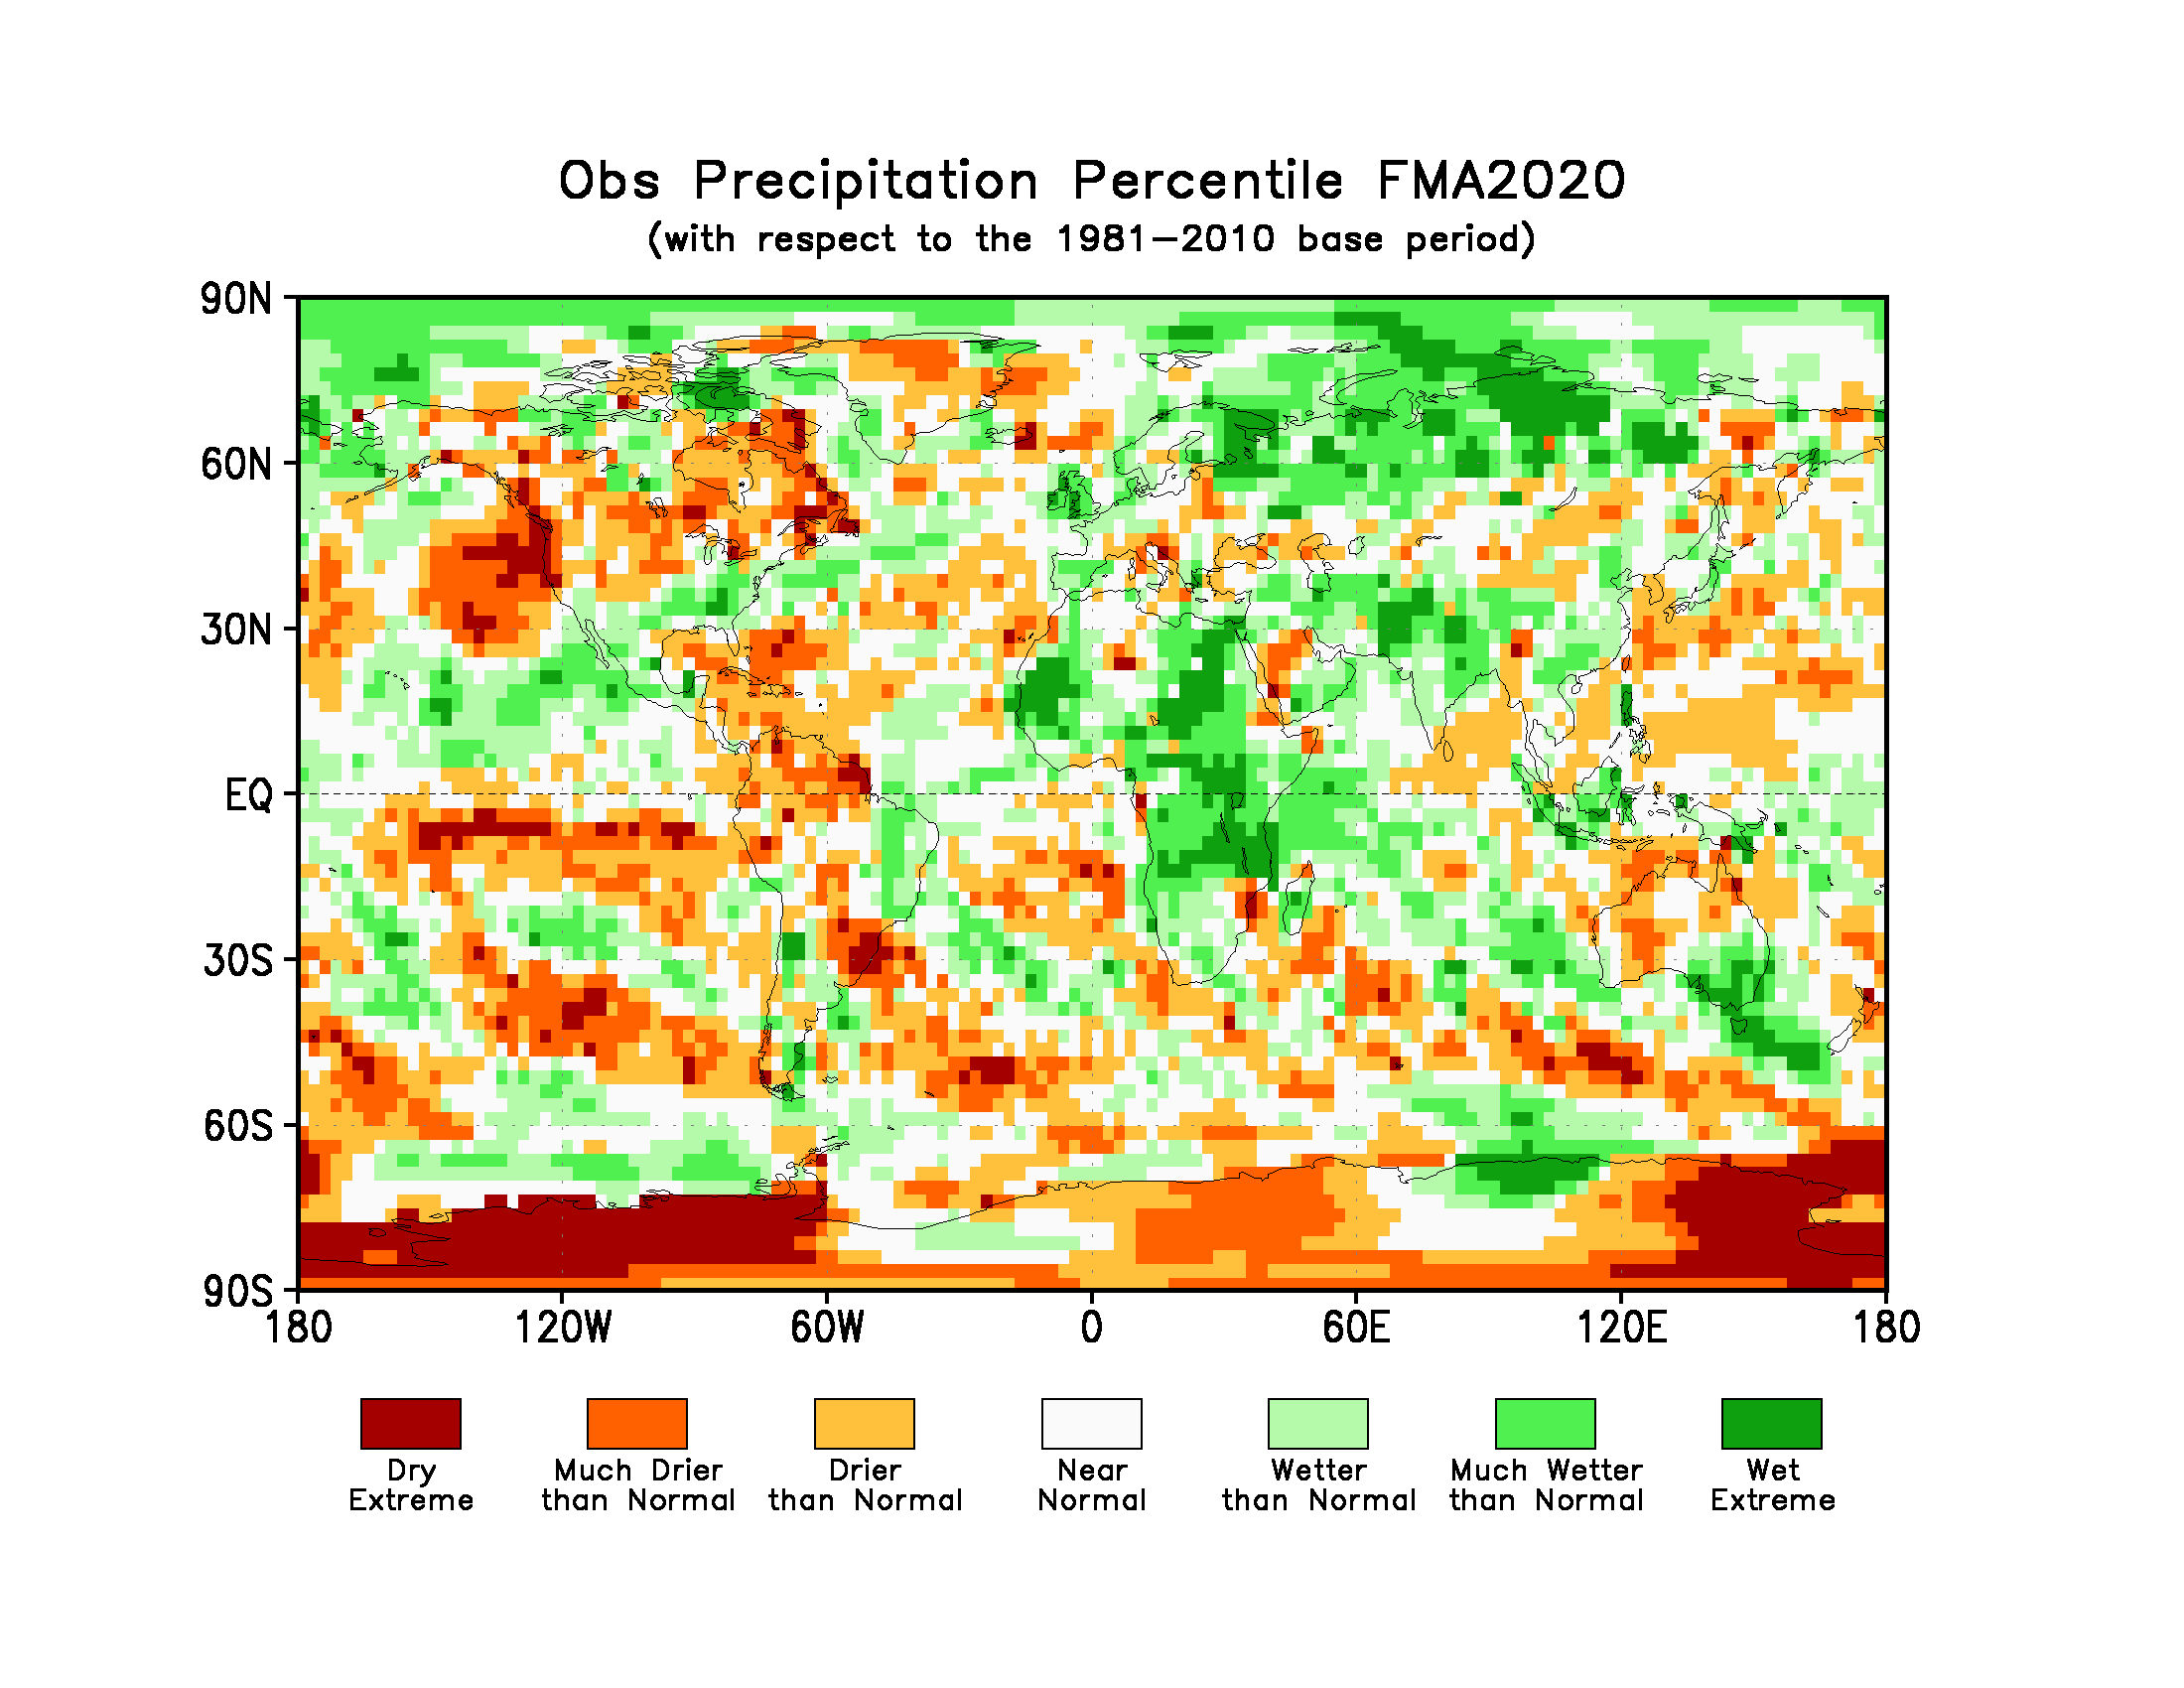 Obs Precipitation Percentile FMA2020
(with respect to the 1981-2010 base period)
90N
60N
30N
EQ
30S
60S
90S
180 120W 60W 0 60E 120E 180
Dry Extreme
Much Drier than Normal
Drier than Normal
Near Normal
Wetter than Normal
Much Wetter than Normal
Wet Extreme